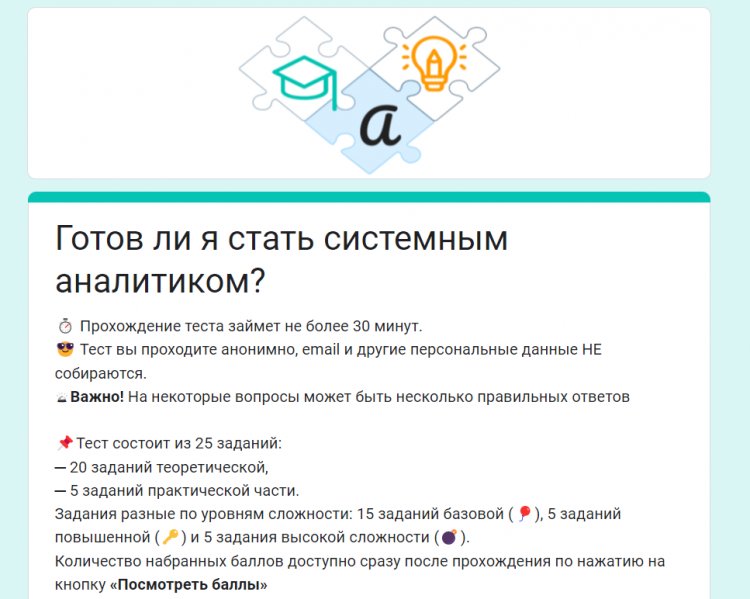 a
Готов ли я стать системным
аналитиком?
⏱ Прохождение теста займет не более 30 минут.
😎 Тест вы проходите анонимно, email и другие персональные данные НЕ
собираются.
Важно! На некоторые вопросы может быть несколько правильных ответов
📌Тест состоит из 25 заданий:
— 20 заданий теоретической,
— 5 заданий практической части.
Задания разные по уровням сложности: 15 заданий базовой (🎈), 5 заданий
повышенной (🔑) и 5 задания высокой сложности (💣).
Количество набранных баллов доступно сразу после прохождения по нажатию на
кнопку «Посмотреть баллы»